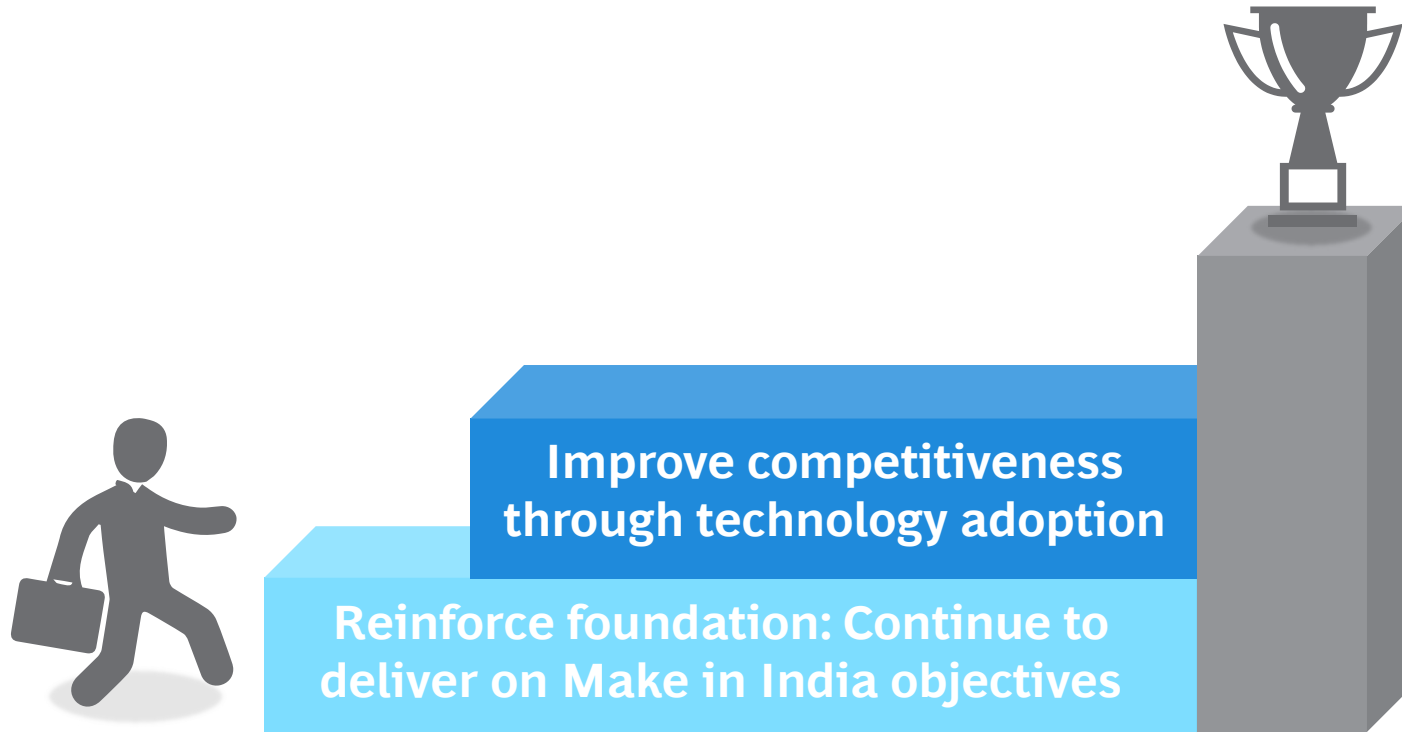 Improve competitiveness
through technology adoption
Reinforce foundation: Continue to
deliver on Make in India objectives